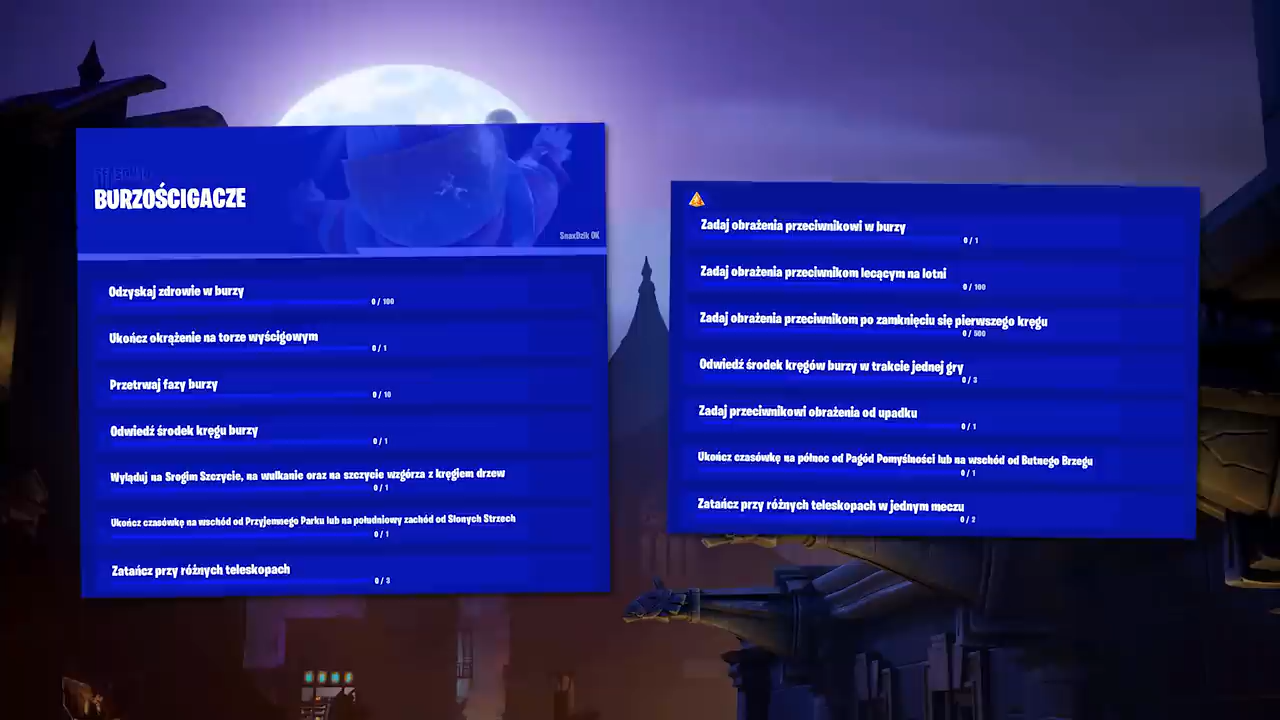 BURZOŚCIGACZE
SnaxDzik OK
Odzyskaj zdrowie w burzy
0 / 100
Ukończ okrążenie na torze wyścigowym
0 / 1
Przetrwaj fazy burzy
0 / 10
Odwiedź środek kręgu burzy
0 / 1
Wyląduj na Srogim Szczycie, na wulkanie oraz na szczycie wzgórza z kręgiem drzew
0 / 1
Ukończ czasówkę na wschód od Przyjemnego Parku lub na południowy zachód od Słonych Strzech
0 / 1
Zatańcz przy różnych teleskopach
0 / 3
Zadaj obrażenia przeciwnikowi w burzy
0 / 1
Zadaj obrażenia przeciwnikom lecącym na lotni
0 / 100
Zadaj obrażenia przeciwnikom po zamknięciu się pierwszego kręgu
0 / 500
Odwiedź środek kręgów burzy w trakcie jednej gry
0 / 3
Zadaj przeciwnikowi obrażenia od upadku
0 / 1
Ukończ czasówkę na północ od Pagód Pomyślności lub na wschód od Butnego Brzegu
0 / 1
Zatańcz przy różnych teleskopach w jednym meczu
0 / 2